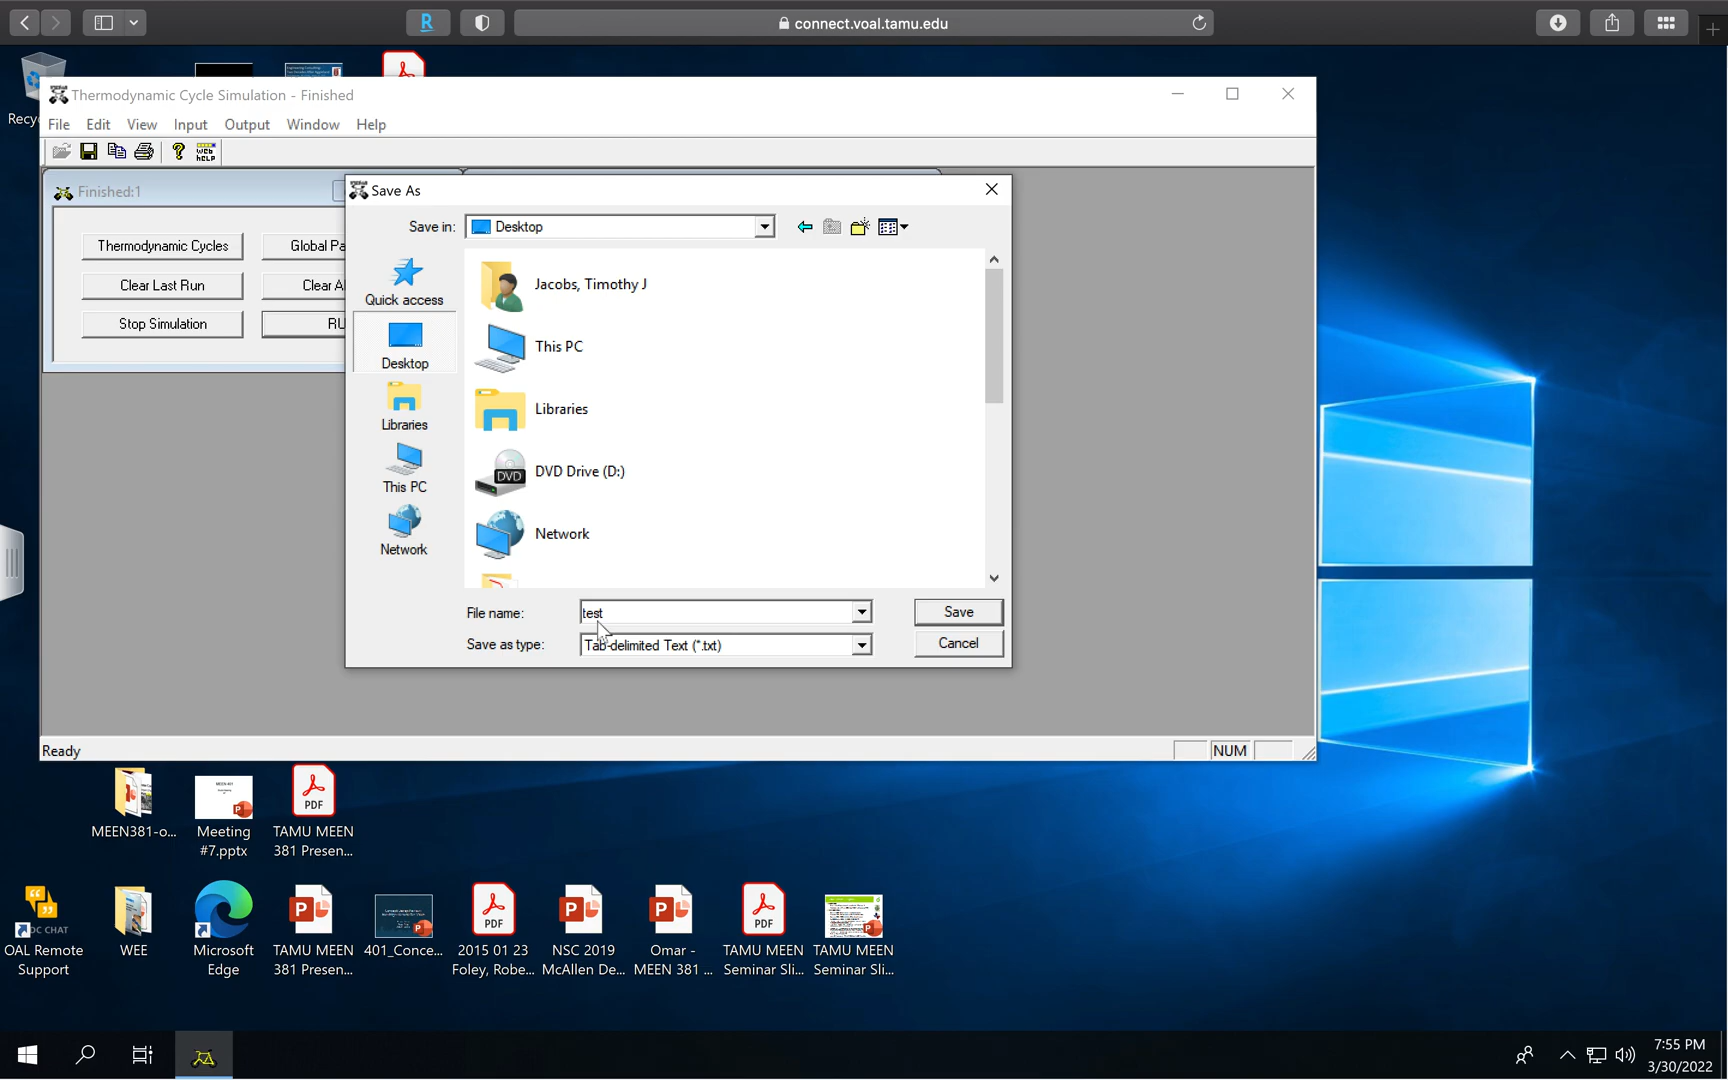 connect.voal.tamu.edu
Thermodynamic Cycle Simulation - Finished
File Edit View Input Output Window Help
WEB
HELP
Finished:1
Thermodynamic Cycles
Global Pa
Clear Last Run
Clear Al
Stop Simulation
RU
Save As
Save in: Desktop
Quick access
Desktop
Libraries
This PC
Network
Jacobs, Timothy J
This PC
Libraries
DVD
DVD Drive (D:)
Network
File name: test
Save
Save as type: Tab-delimited Text (*.txt)
Cancel
Ready
NUM
Recy
PDF
MEEN381-o...
Meeting
#7.pptx
TAMU MEEN
381 Presen...
OAL Remote
Support
WEE
Microsoft
Edge
TAMU MEEN
381 Presen...
401_Conce...
PDF
2015 01 23
Foley, Robe...
NSC 2019
McAllen De...
Omar -
MEEN 381 ...
PDF
TAMU MEEN
Seminar Sli...
TAMU MEEN
Seminar Sli...
7:55 PM
3/30/2022